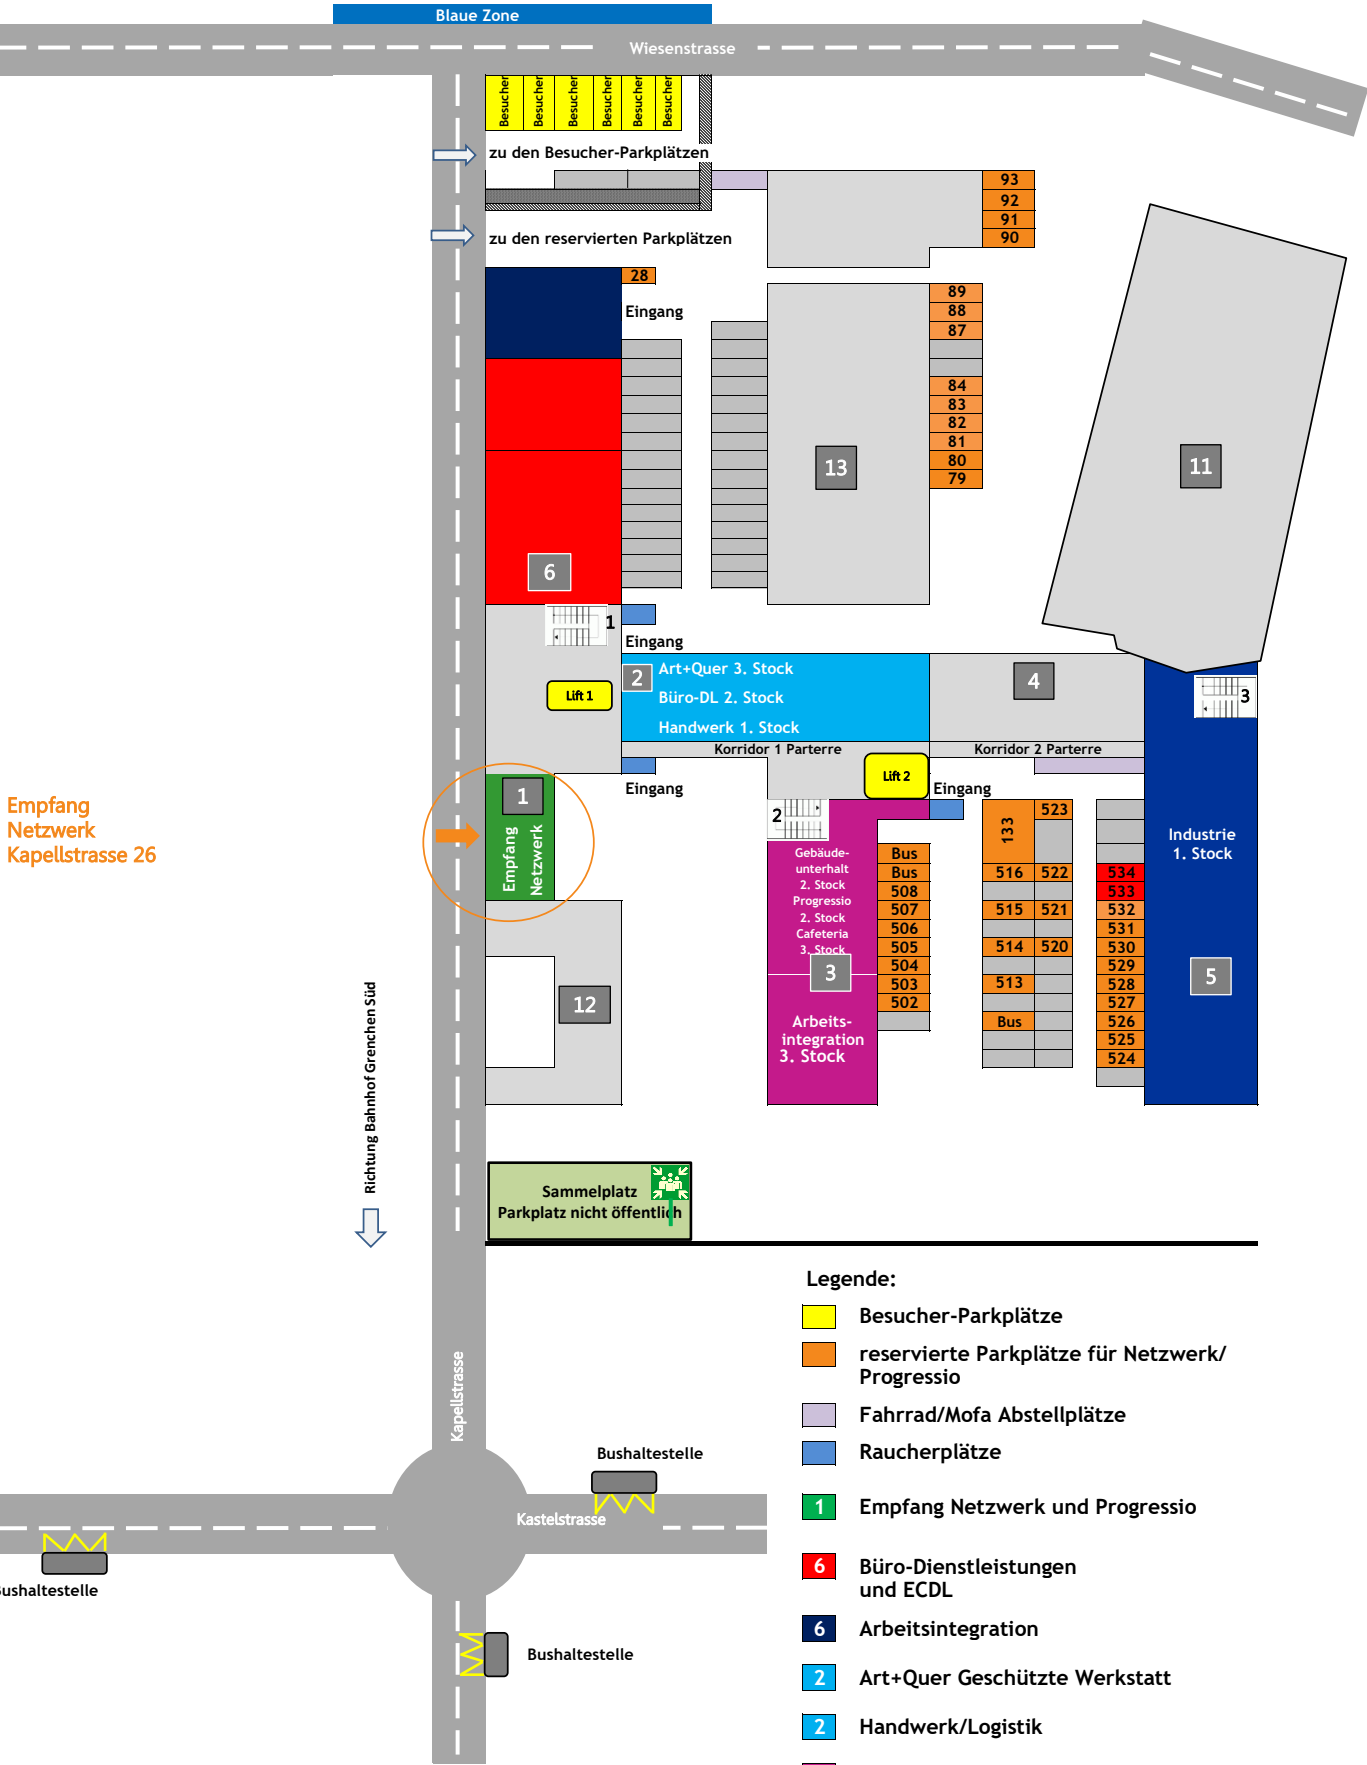 Blaue Zone
Wiesenstrasse
Besucher
Besucher
Besucher
Besucher
Besucher
Besucher
zu den Besucher-Parkplätzen
93
92
91
90
zu den reservierten Parkplätzen
28
Eingang
89
88
87
84
83
82
81
80
79
13
11
6
1
Eingang
2
Art+Quer 3. Stock
Büro-DL 2. Stock
Handwerk 1. Stock
4
3
Lift 1
Korridor 1 Parterre
Korridor 2 Parterre
Lift 2
Eingang
Eingang
1
Empfang
Netzwerk
Empfang
Netzwerk
Kapellstrasse 26
2
Gebäude-
unterhalt
2. Stock
Progressio
2. Stock
Cafeteria
3. Stock
3
Arbeits-
integration
3. Stock
Bus
Bus
508
507
506
505
504
503
502
133
523
516
522
515
521
514
520
513
Bus
534
533
532
531
530
529
528
527
526
525
524
Industrie
1. Stock
5
12
Richtung Bahnhof Grenchen Süd
Sammelplatz
Parkplatz nicht öffentlich
Kapellstrasse
Bushaltestelle
Kastelstrasse
Bushaltestelle
Bushaltestelle
Legende:
Besucher-Parkplätze
reservierte Parkplätze für Netzwerk/
Progressio
Fahrrad/Mofa Abstellplätze
Raucherplätze
1 Empfang Netzwerk und Progressio
6 Büro-Dienstleistungen
und ECDL
6 Arbeitsintegration
2 Art+Quer Geschützte Werkstatt
2 Handwerk/Logistik